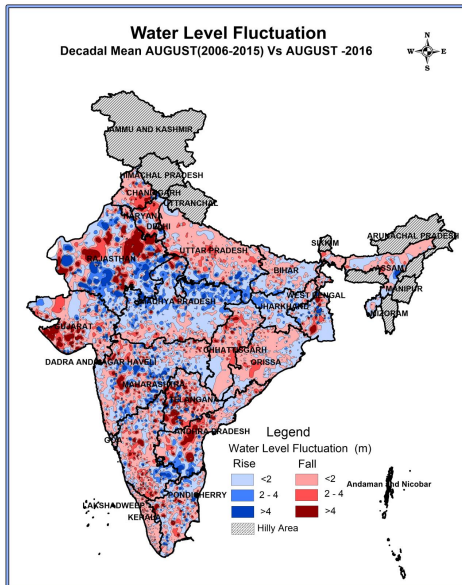 Water Level Fluctuation
Decadal Mean AUGUST(2006-2015) Vs AUGUST -2016
N
W E
S
JAMMU AND KASHMIR
HIMACHAL PRADESH
CHANDIGARH
UTTRANCHAL
HARYANA
DELHI
ARUNACHAL PRADESH
SIKKIM
UTTAR PRADESH
RAJASTHAN
ASSAM
BIHAR
MANIPUR
WEST BENGAL
MADHYA PRADESH
JHARKHAND
MIZORAM
GUJARAT
CHHATTISGARH
ORISSA
DADRA AND NAGAR HAVELI
MAHARASHTRA
TELANGANA
ANDHRA PRADESH
GOA
Legend
Water Level Fluctuation (m)
Rise Fall
<2 <2
2 - 4 2 - 4
>4 >4
Hilly Area
Andaman and Nicobar
PONDICHERRY
LAKSHADWEEP
KERALA